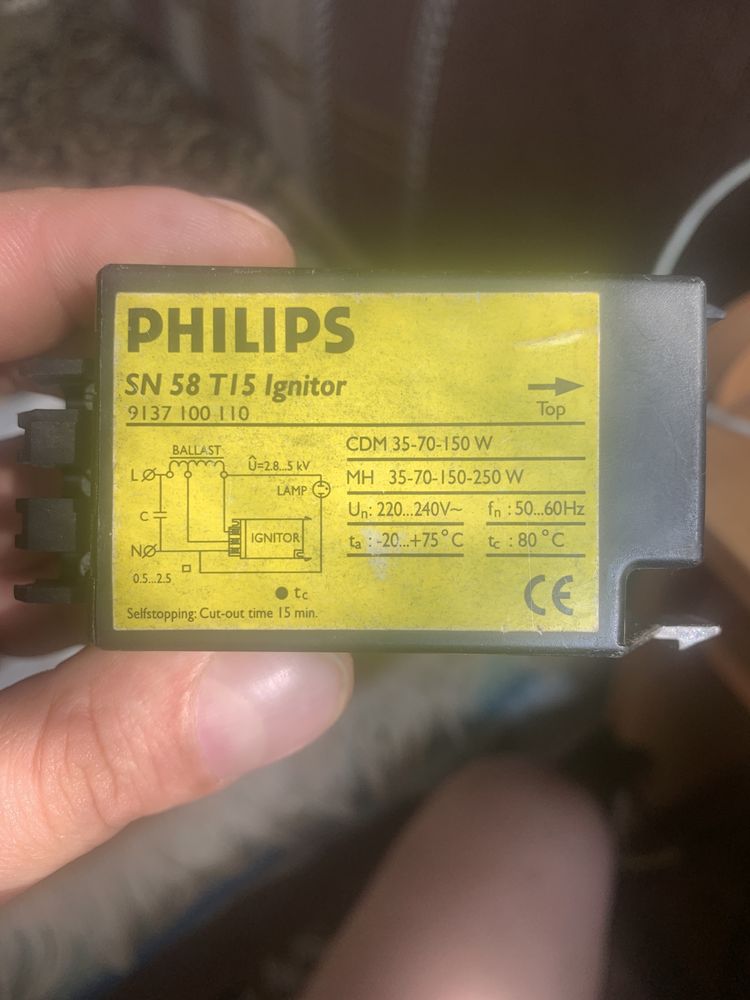 PHILIPS
SN 58 T15 Ignitor
9137 100 110
Top
BALLAST
L
Û=2.8...5 kV
LAMP
C
IGNITOR
N
0.5...2.5
tc
Selfstopping: Cut-out time 15 min.
CDM 35-70-150 W
MH 35-70-150-250 W
Un: 220...240V~ fn : 50...60Hz
ta : -20...+75°C tc : 80°C
CE